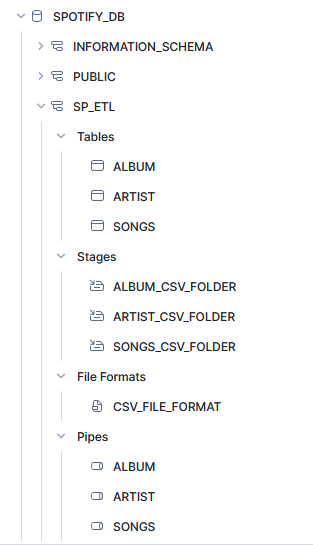 SPOTIFY_DB
INFORMATION_SCHEMA
PUBLIC
SP_ETL
Tables
ALBUM
ARTIST
SONGS
Stages
ALBUM_CSV_FOLDER
ARTIST_CSV_FOLDER
SONGS_CSV_FOLDER
File Formats
CSV_FILE_FORMAT
Pipes
ALBUM
ARTIST
SONGS